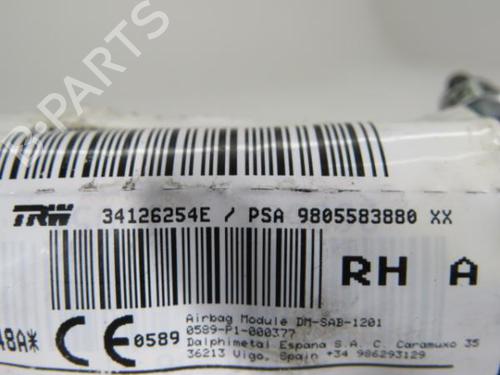 B-PARTS
TRW 34126254E / PSA 9805583880 XX
RH A
48A* CE 0589
Airbag Module DM-SAB-1201
0589-P1-000377
Dalphimetal Espana S.A. C. Caramuxo 35
36213 Vigo, Spain +34 986293129